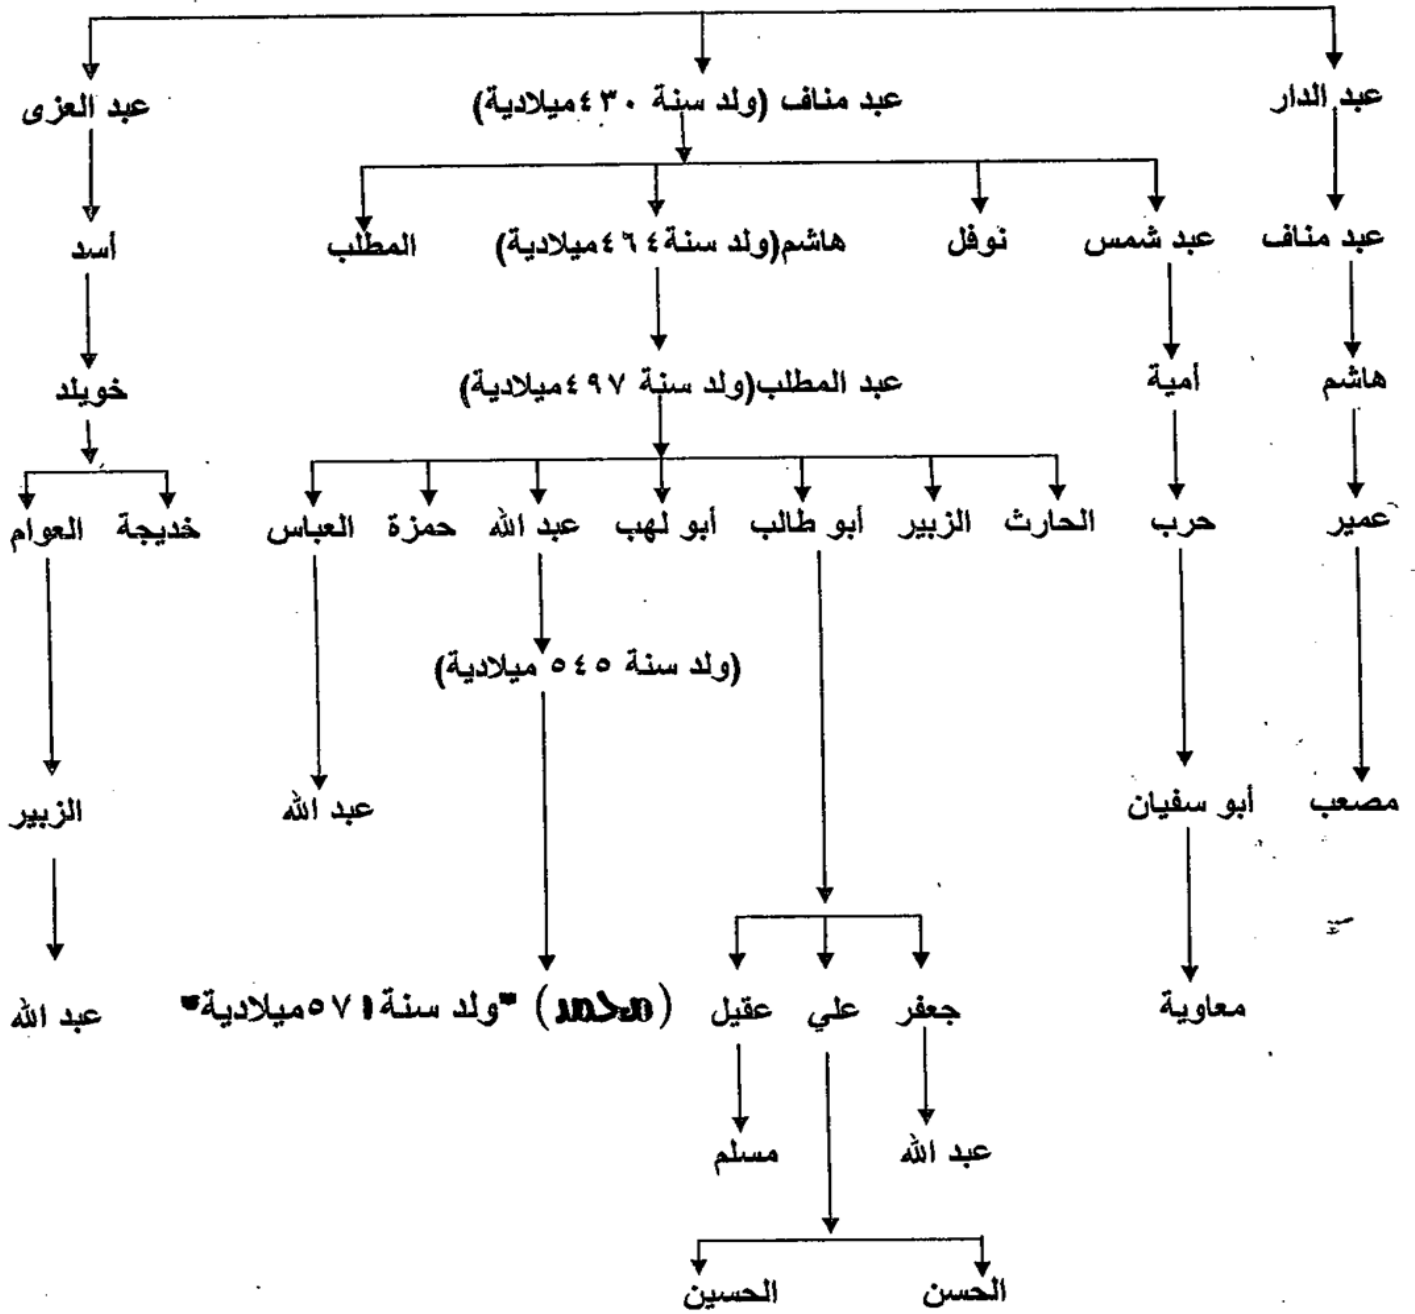 عبد الدار عبد مناف (ولد سنة ٤٣٠ ميلادية) عبد العزى
عبد مناف عبد شمس نوفل هاشم (ولد سنة ٤٦٤ ميلادية) المطلب أسد
هاشم أمية عبد المطلب (ولد سنة ٤٩٧ ميلادية) خويلد
عمير حرب الحارث الزبير أبو طالب أبو لهب عبد الله حمزة العباس خديجة العوام
(ولد سنة ٥٤٥ ميلادية)
مصعب أبو سفيان عبد الله الزبير
معاوية جعفر علي عقيل (محمد) "ولد سنة ٥٧١ ميلادية" عبد الله
عبد الله مسلم
الحسن الحسين